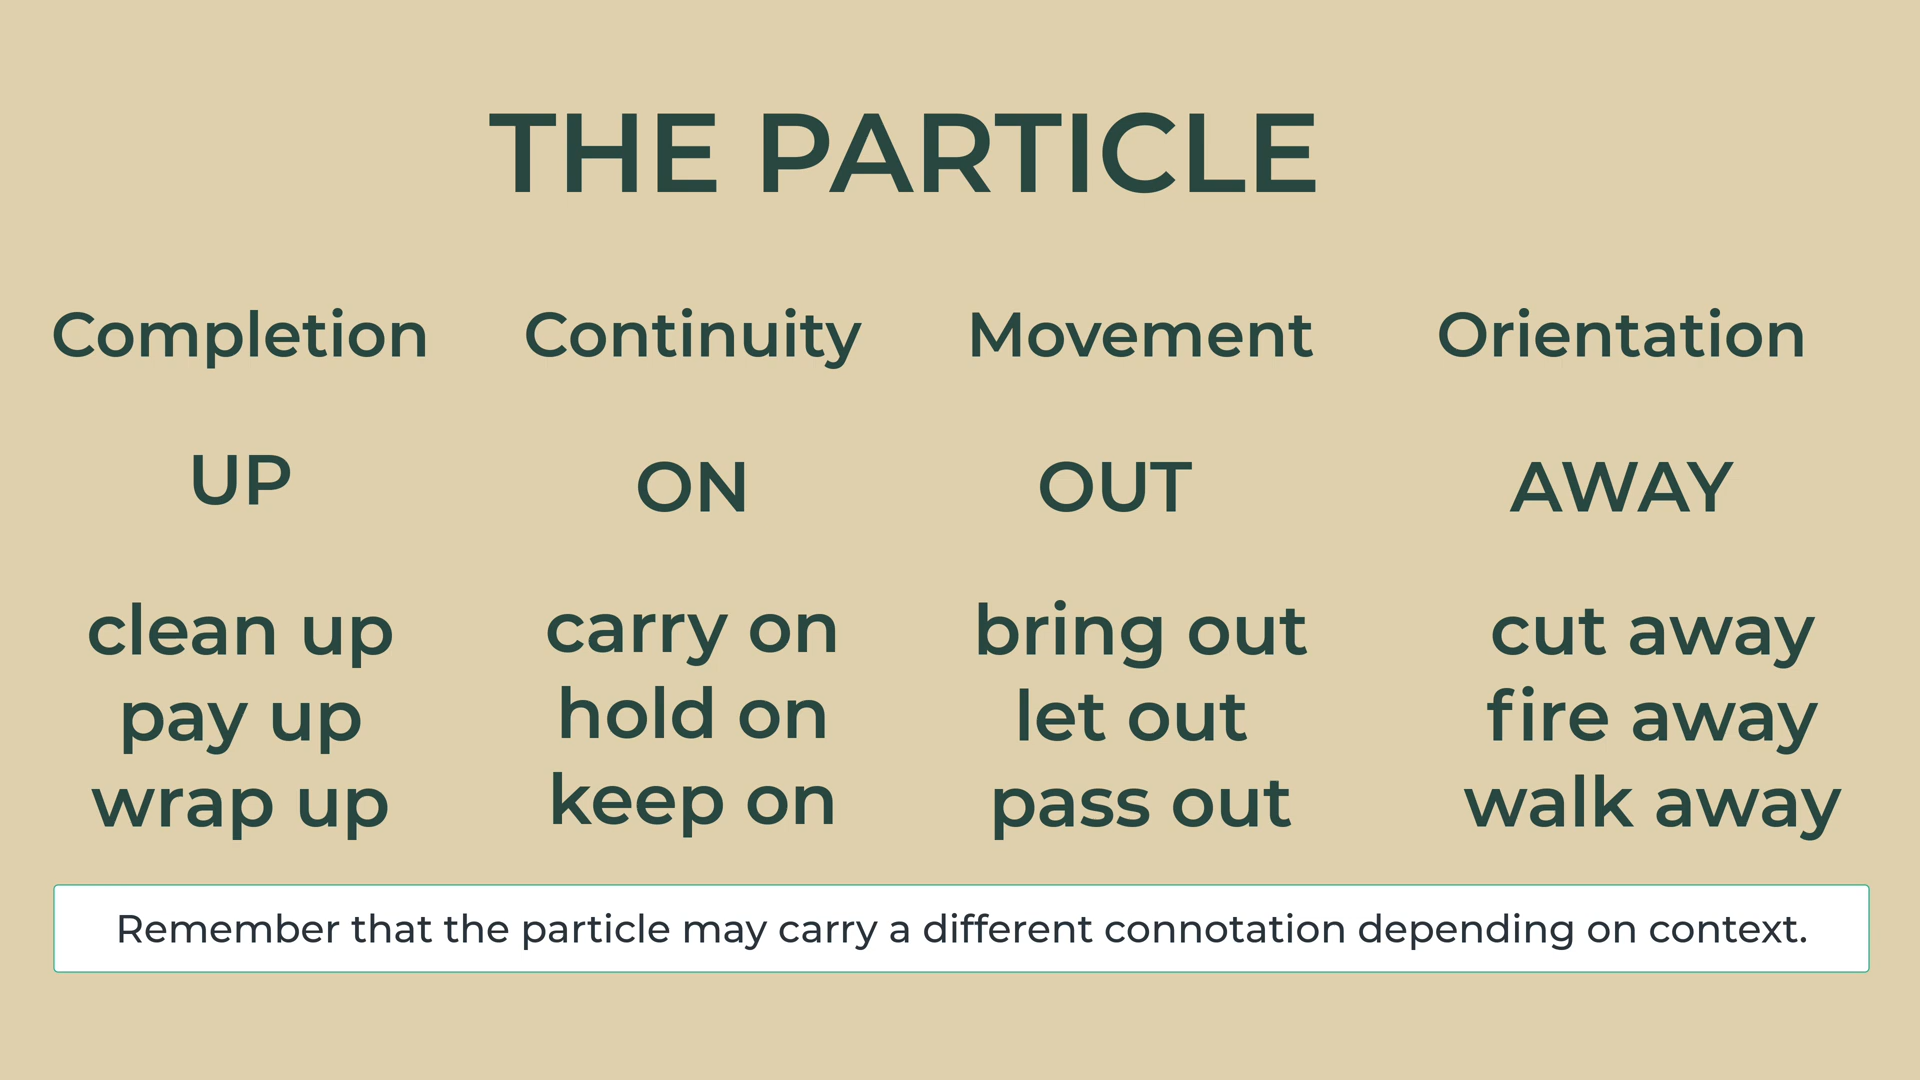 THE PARTICLE
Completion
Continuity
Movement
Orientation
UP
ON
OUT
AWAY
clean up
pay up
wrap up
carry on
hold on
keep on
bring out
let out
pass out
cut away
fire away
walk away
Remember that the particle may carry a different connotation depending on context.